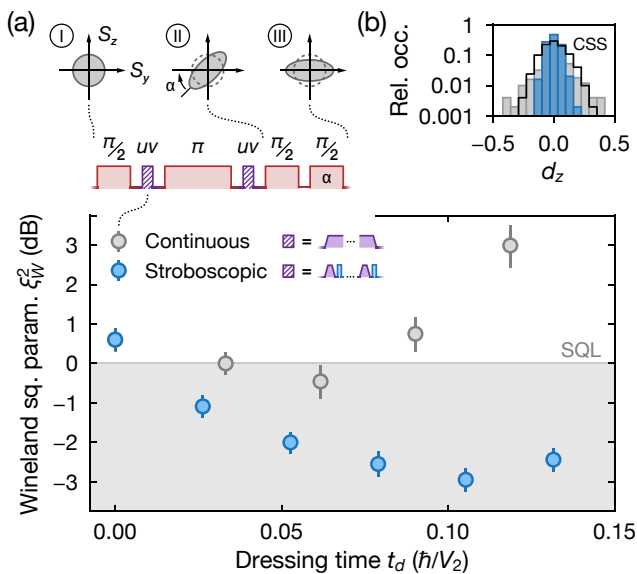 (a)
I
II
III
S_z
S_y
α
π/2 uv π uv π/2 π/2
α
(b)
Rel. occ.
1
0.1
0.01
0.001
CSS
−0.5 0.0 0.5
d_z
Wineland sq. param. ξ²_W (dB)
3
2
1
0
−1
−2
−3
Continuous = ...
Stroboscopic = ...
SQL
0.00 0.05 0.10 0.15
Dressing time t_d (ħ/V₂)